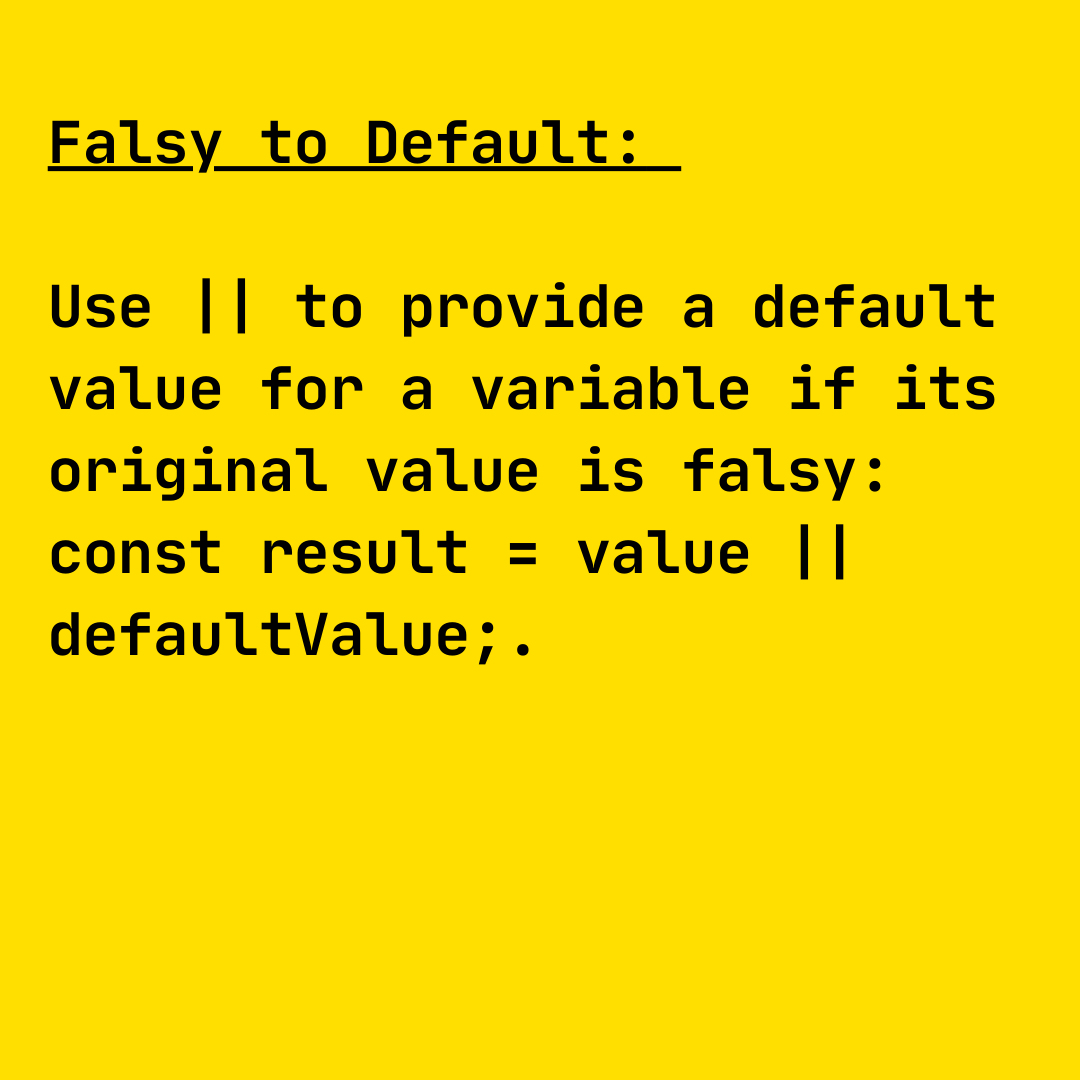 Falsy to Default:
Use || to provide a default
value for a variable if its
original value is falsy:
const result = value ||
defaultValue;.